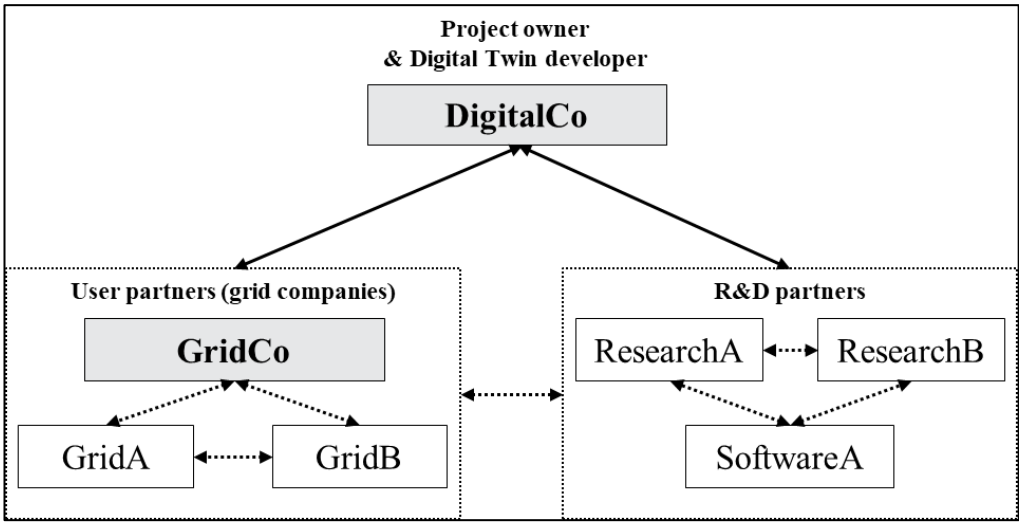 Project owner
& Digital Twin developer
DigitalCo
User partners (grid companies)
GridCo
GridA
GridB
R&D partners
ResearchA
ResearchB
SoftwareA